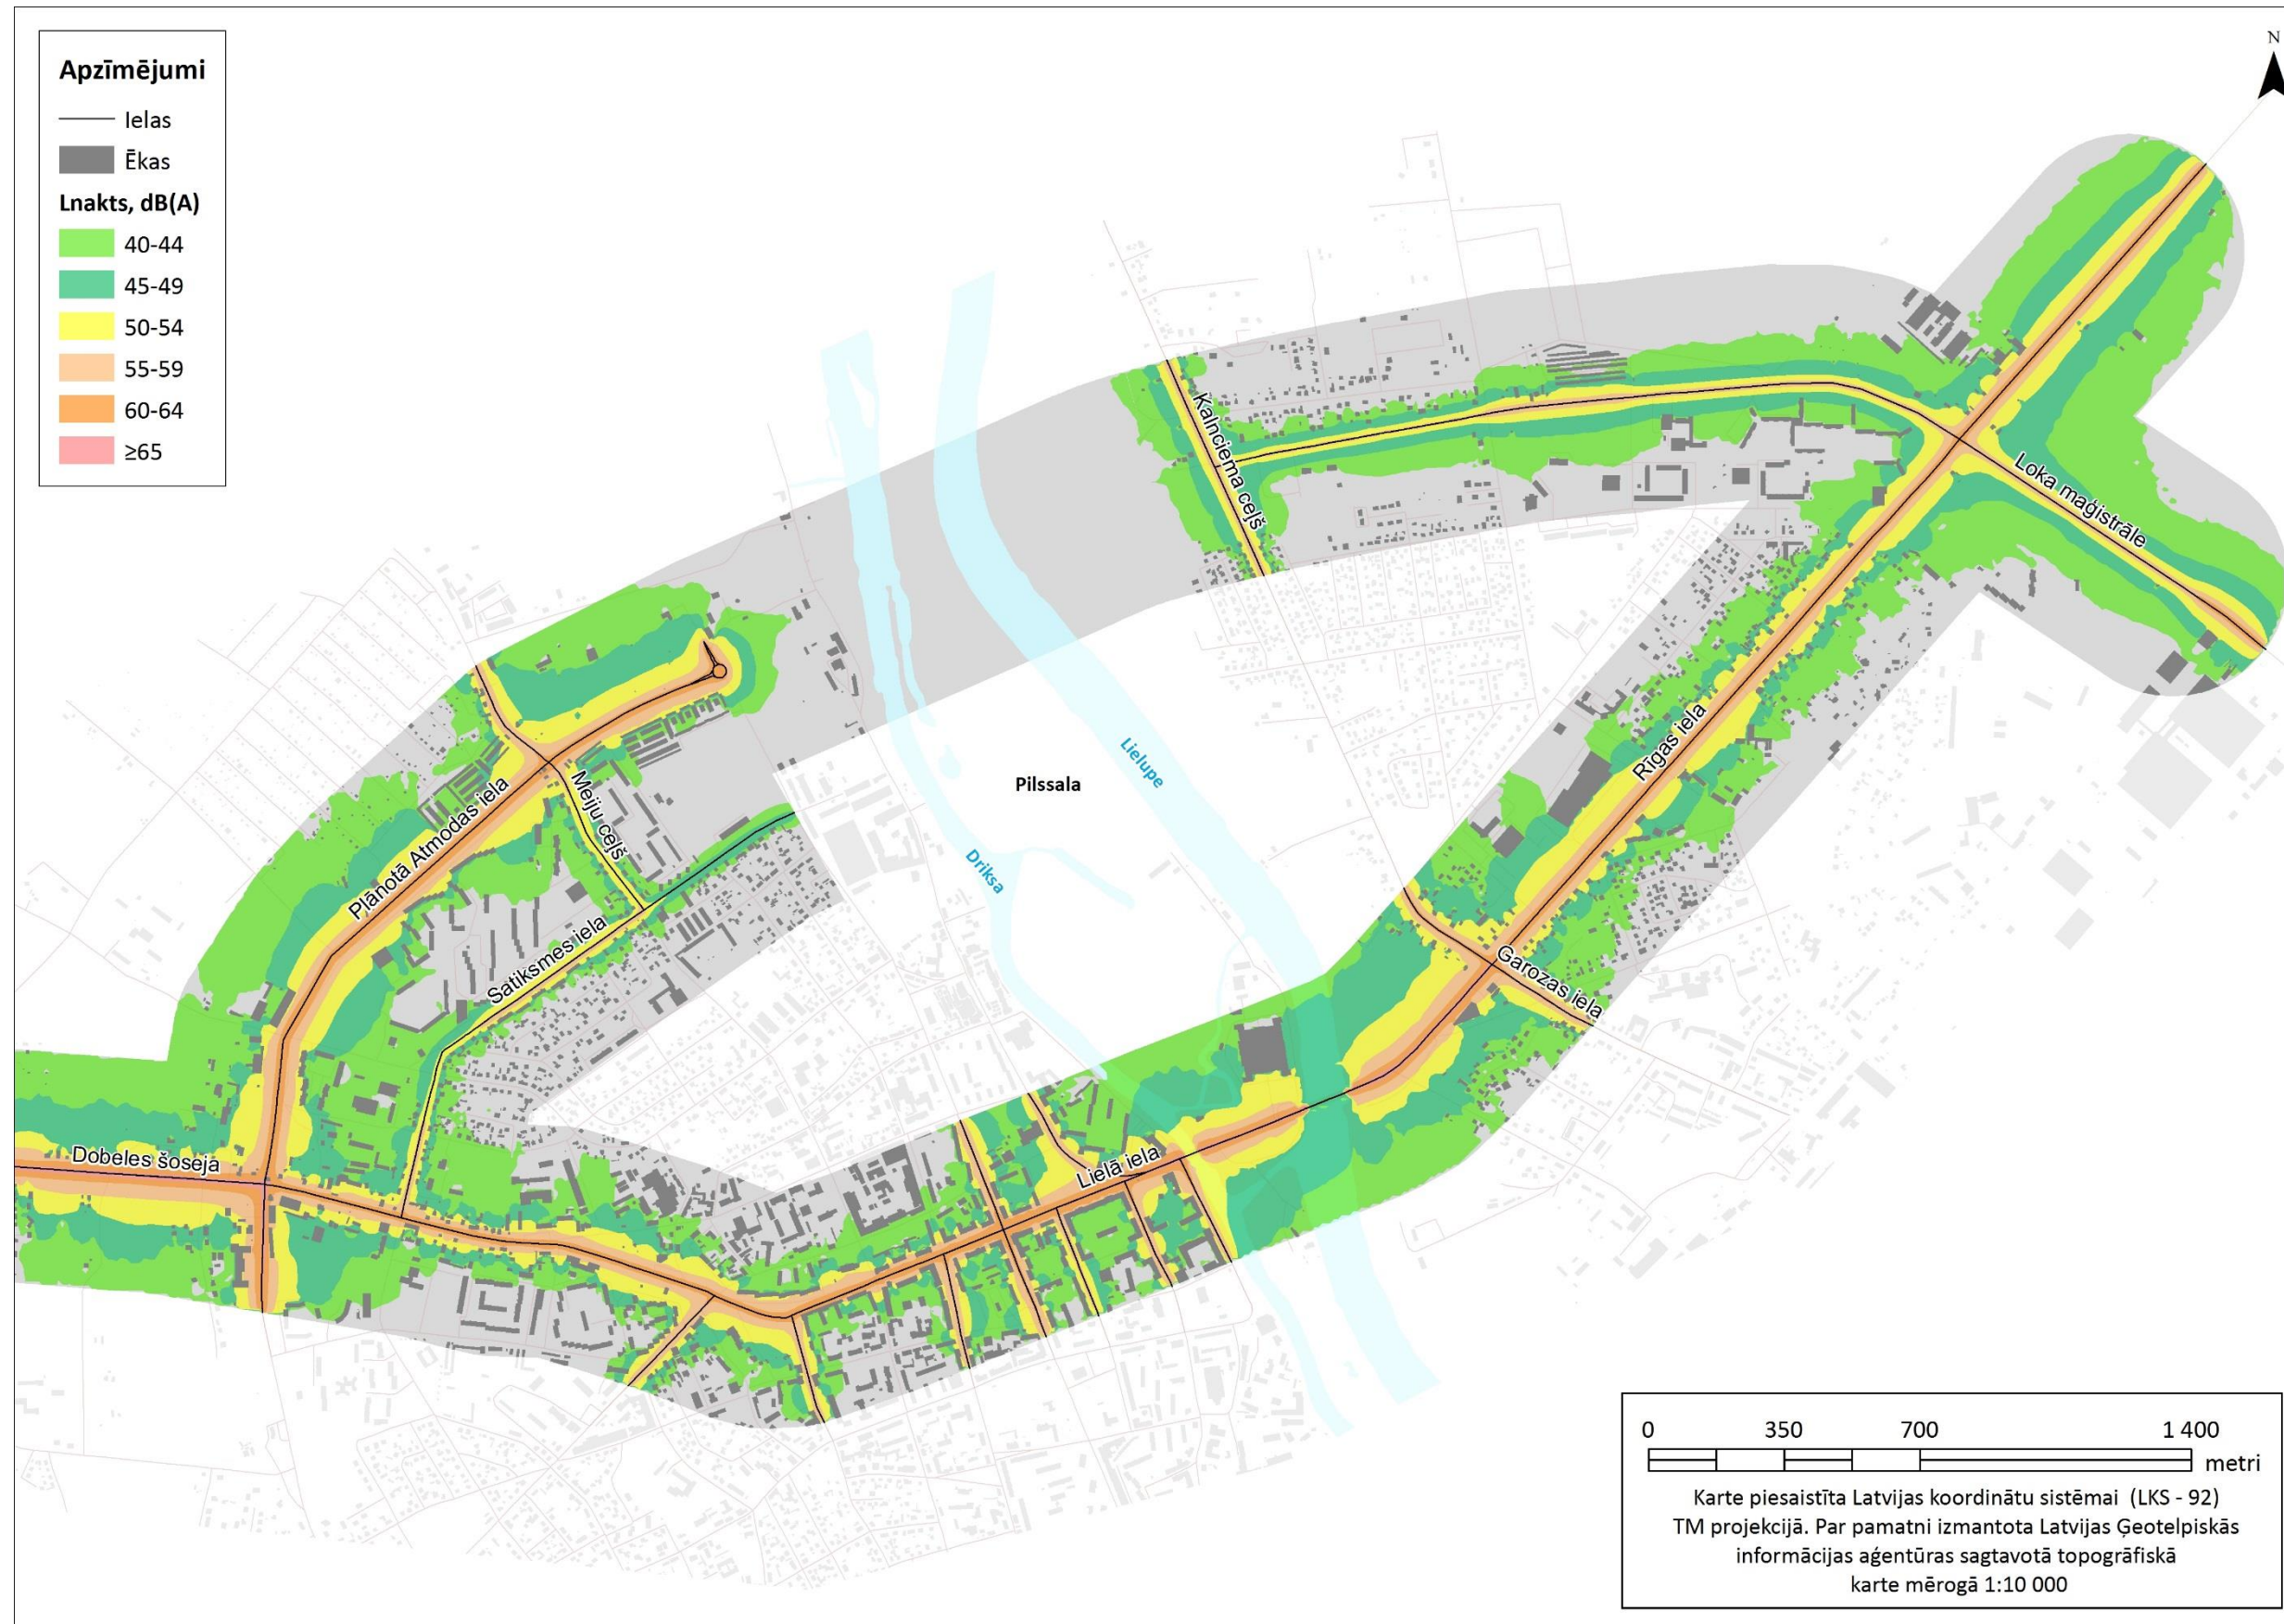 Apzīmējumi
Ielas
Ēkas
Lnakts, dB(A)
40-44
45-49
50-54
55-59
60-64
≥65
N
Kalnciema ceļš
Loka maģistrāle
Rīgas iela
Lielupe
Pilssala
Meiju ceļš
Plānotā Atmodas iela
Driksa
Satiksmes iela
Garozas iela
Dobeles šoseja
Lielā iela
0 350 700 1 400
metri
Karte piesaistīta Latvijas koordinātu sistēmai (LKS - 92)
TM projekcijā. Par pamatni izmantota Latvijas Ģeotelpiskās
informācijas aģentūras sagtavotā topogrāfiskā
karte mērogā 1:10 000